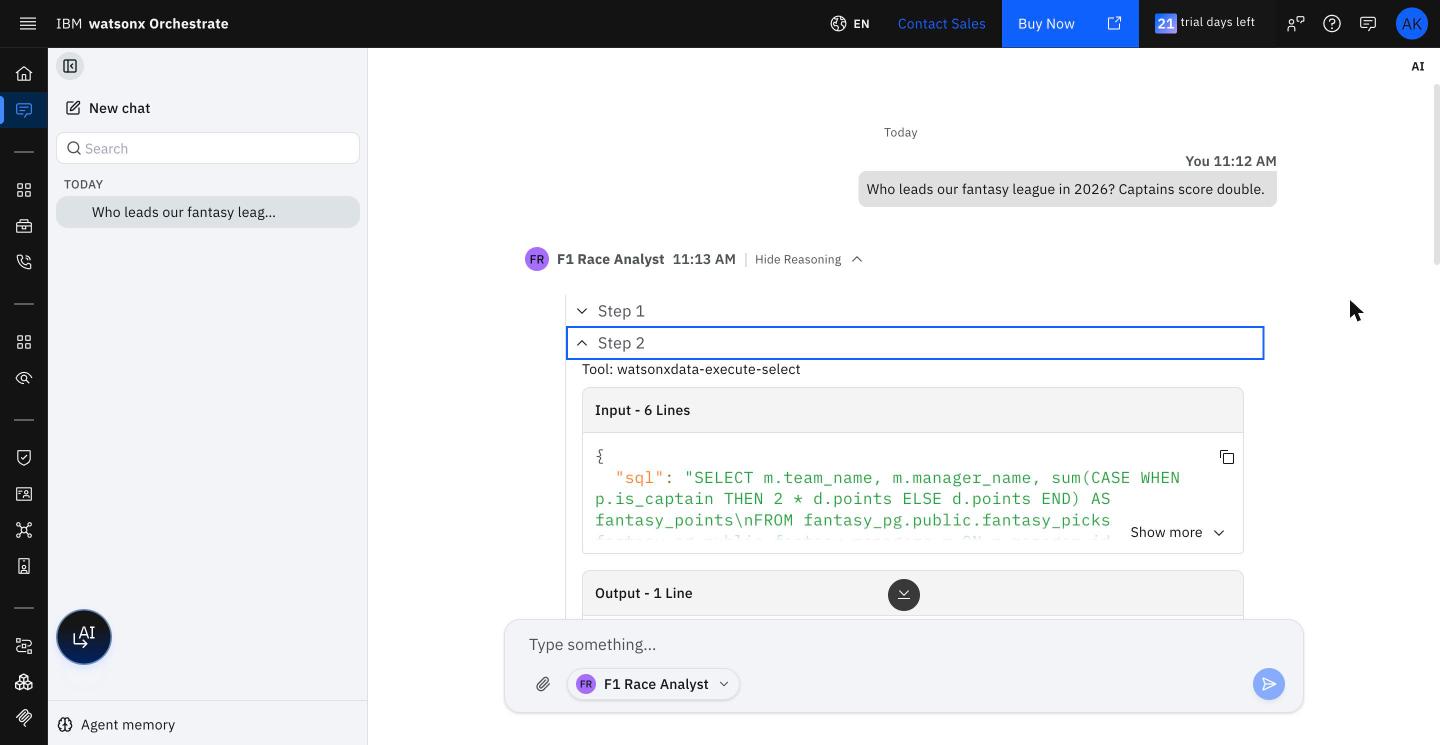 IBM watsonx Orchestrate
EN
Contact Sales
Buy Now
21 trial days left
AK
AI
New chat
Search
TODAY
Who leads our fantasy leag...
AI
Agent memory
Today
You 11:12 AM
Who leads our fantasy league in 2026? Captains score double.
FR F1 Race Analyst 11:13 AM | Hide Reasoning
Step 1
Step 2
Tool: watsonxdata-execute-select
Input - 6 Lines
{
"sql": "SELECT m.team_name, m.manager_name, sum(CASE WHEN
p.is_captain THEN 2 * d.points ELSE d.points END) AS
fantasy_points\nFROM fantasy_pg.public.fantasy_picks
Show more
Output - 1 Line
Type something...
FR F1 Race Analyst